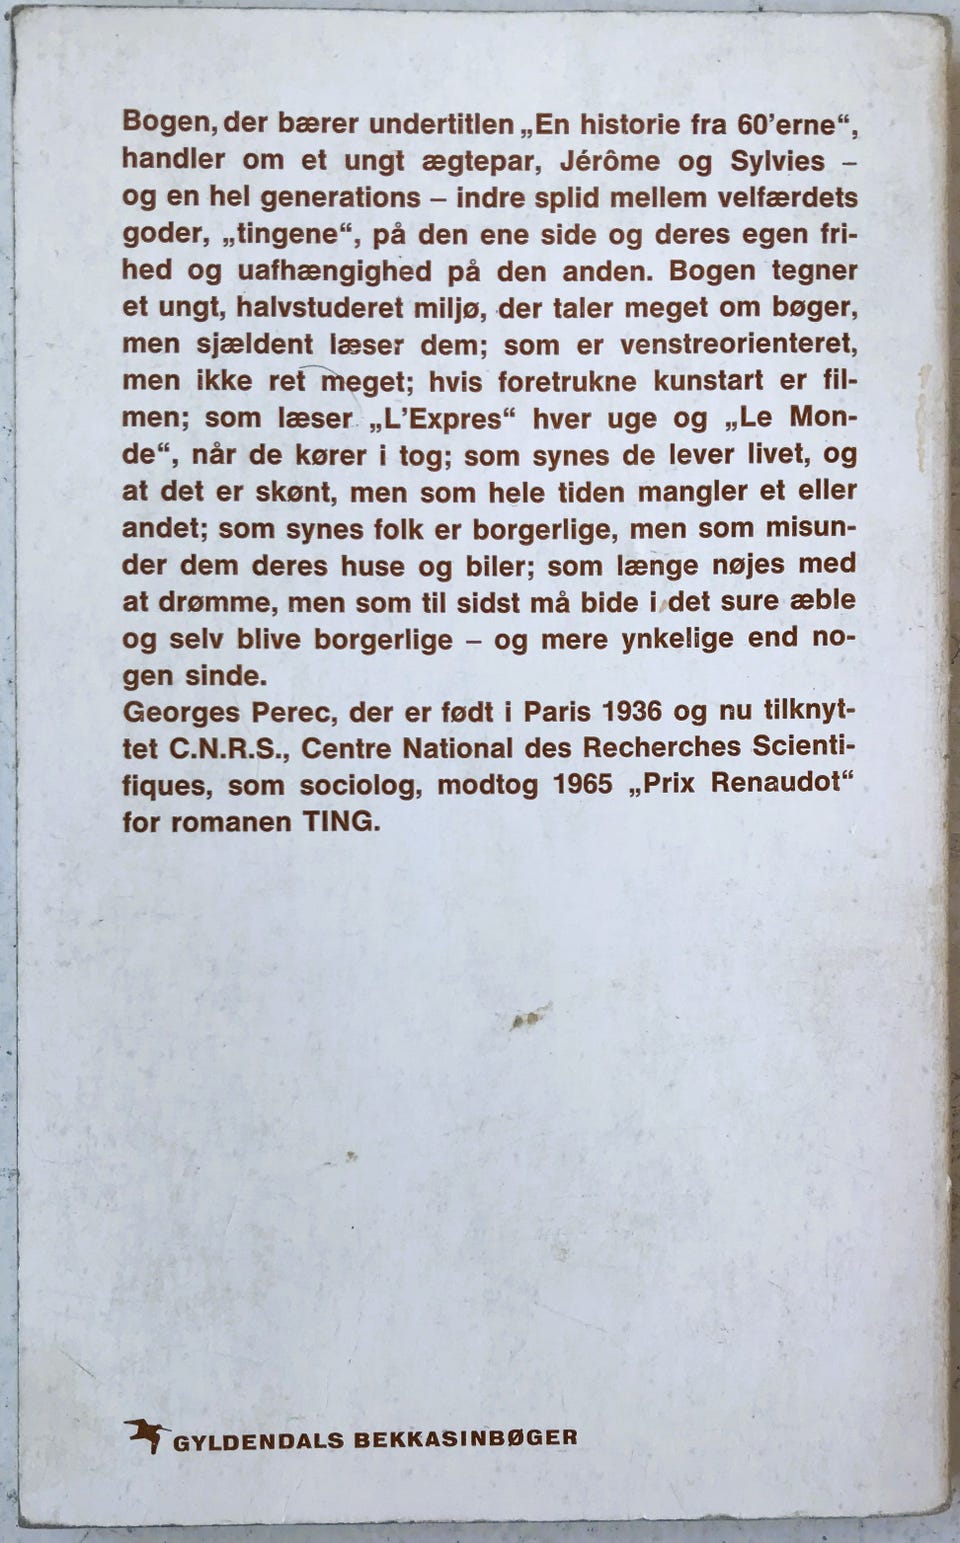 Bogen, der bærer undertitlen „En historie fra 60'erne“,
handler om et ungt ægtepar, Jérôme og Sylvies –
og en hel generations – indre splid mellem velfærdets
goder, „tingene“, på den ene side og deres egen fri-
hed og uafhængighed på den anden. Bogen tegner
et ungt, halvstuderet miljø, der taler meget om bøger,
men sjældent læser dem; som er venstreorienteret,
men ikke ret meget; hvis foretrukne kunstart er fil-
men; som læser „L'Expres“ hver uge og „Le Mon-
de“, når de kører i tog; som synes de lever livet, og
at det er skønt, men som hele tiden mangler et eller
andet; som synes folk er borgerlige, men som misun-
der dem deres huse og biler; som længe nøjes med
at drømme, men som til sidst må bide i det sure æble
og selv blive borgerlige – og mere ynkelige end no-
gen sinde.
Georges Perec, der er født i Paris 1936 og nu tilknyt-
tet C.N.R.S., Centre National des Recherches Scienti-
fiques, som sociolog, modtog 1965 „Prix Renaudot“
for romanen TING.
GYLDENDALS BEKKASINBØGER